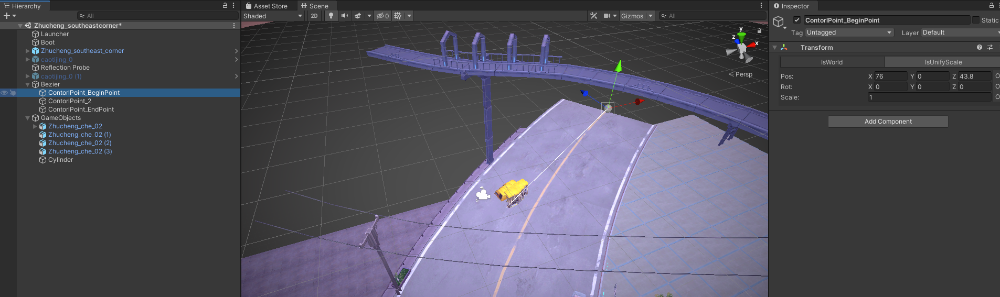 Hierarchy
All
Zhucheng_southeastcorner*
Launcher
Boot
Zhucheng_southeast_corner
caotijing_0
Reflection Probe
caotijing_0 (1)
Bezier
ContorlPoint_BeginPoint
ContorlPoint_2
ContorlPoint_EndPoint
GameObjects
Zhucheng_che_02
Zhucheng_che_02 (1)
Zhucheng_che_02 (2)
Zhucheng_che_02 (3)
Cylinder
Asset Store
Scene
Shaded
2D
0
Gizmos
All
y
z
x
Persp
Inspector
ContorlPoint_BeginPoint
Static
Tag Untagged
Layer Default
Transform
IsWorld
IsUnifyScale
Pos: X 76 Y 0 Z 43.8
Rot: X 0 Y 0 Z 0
Scale: 1
Add Component